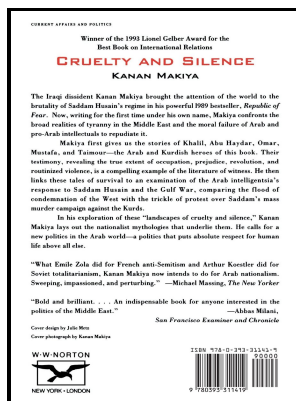 CURRENT AFFAIRS AND POLITICS
Winner of the 1993 Lionel Gelber Award for the
Best Book on International Relations
CRUELTY AND SILENCE
KANAN MAKIYA
The Iraqi dissident Kanan Makiya brought the attention of the world to the
brutality of Saddam Husain's regime in his powerful 1989 bestseller, Republic of
Fear. Now, writing for the first time under his own name, Makiya confronts the
broad realities of tyranny in the Middle East and the moral failure of Arab and
pro-Arab intellectuals to repudiate it.
Makiya first gives us the stories of Khalil, Abu Haydar, Omar,
Mustafa, and Taimour—the Arab and Kurdish heroes of this book. Their
testimony, revealing the true extent of occupation, prejudice, revolution, and
routinized violence, is a compelling example of the literature of witness. He then
links these tales of survival to an examination of the Arab intelligentsia's
response to Saddam Husain and the Gulf War, comparing the flood of
condemnation of the West with the trickle of protest over Saddam's mass
murder campaign against the Kurds.
In his exploration of these "landscapes of cruelty and silence," Kanan
Makiya lays out the nationalist mythologies that underlie them. He calls for a
new politics in the Arab world—a politics that puts absolute respect for human
life above all else.
"What Emile Zola did for French anti-Semitism and Arthur Koestler did for
Soviet totalitarianism, Kanan Makiya now intends to do for Arab nationalism.
Sweeping, impassioned, and perturbing." —Michael Massing, The New Yorker
"Bold and brilliant. . . . An indispensable book for anyone interested in the
politics of the Middle East." —Abbas Milani,
San Francisco Examiner and Chronicle
Cover design by Julie Metz
Cover photograph by Kanan Makiya
W·W·NORTON
NEW YORK · LONDON
ISBN 978-0-393-31141-9
90000
9 780393 311419